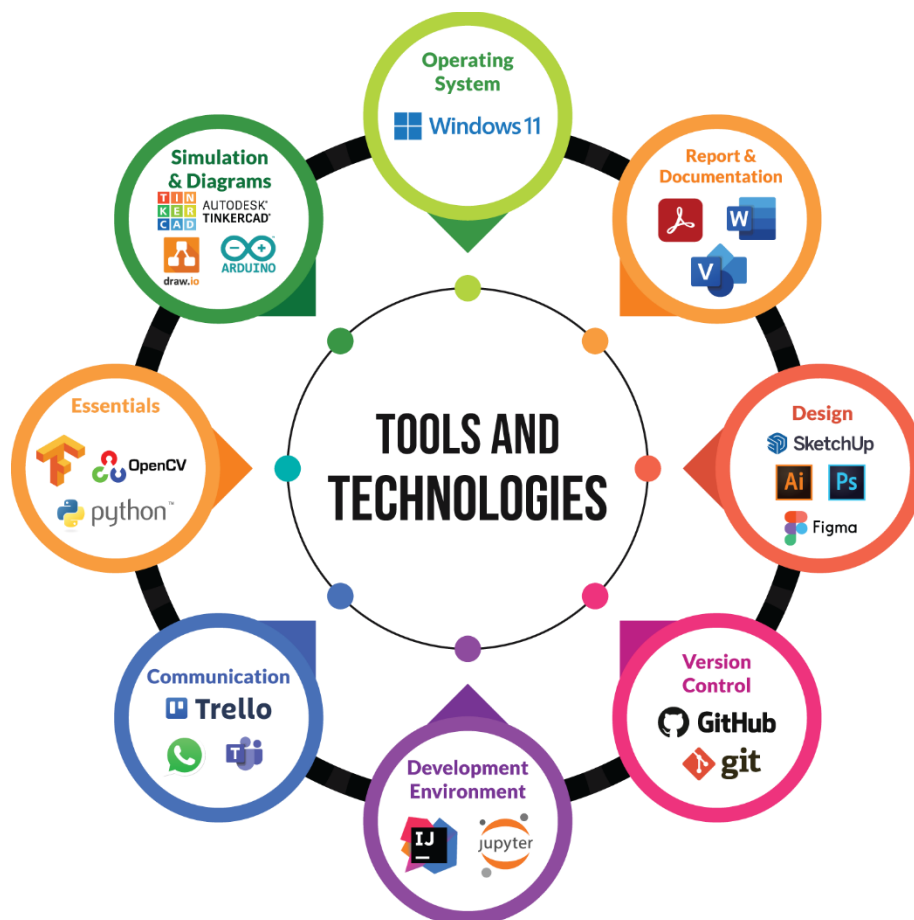 Operating
System
Windows 11
Report &
Documentation
W
V
Design
SketchUp
Ai Ps
Figma
Version
Control
GitHub
git
Development
Environment
IJ
jupyter
Communication
Trello
T
Essentials
OpenCV
python™
Simulation
& Diagrams
TIN
KER
CAD
AUTODESK®
TINKERCAD®
draw.io
ARDUINO
TOOLS AND
TECHNOLOGIES